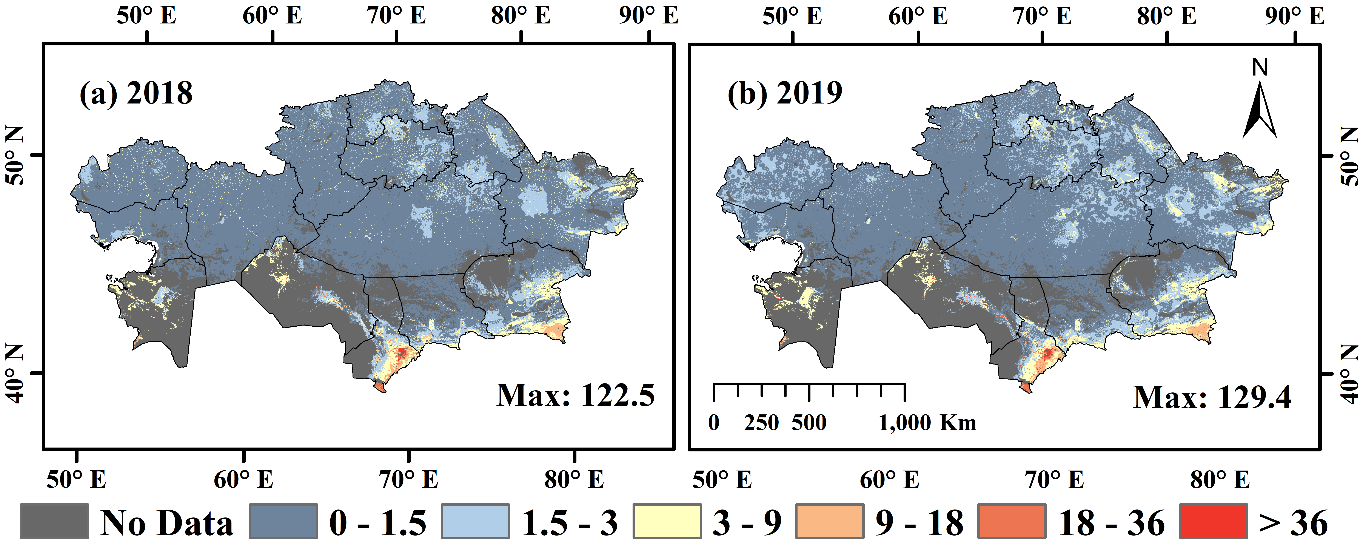 50° E 60° E 70° E 80° E 90° E
50° E 60° E 70° E 80° E 90° E
(a) 2018
(b) 2019
N
50° N
50° N
40° N
40° N
Max: 122.5
Max: 129.4
0 250 500 1,000 Km
50° E 60° E 70° E 80° E
50° E 60° E 70° E 80° E
No Data 0 - 1.5 1.5 - 3 3 - 9 9 - 18 18 - 36 > 36